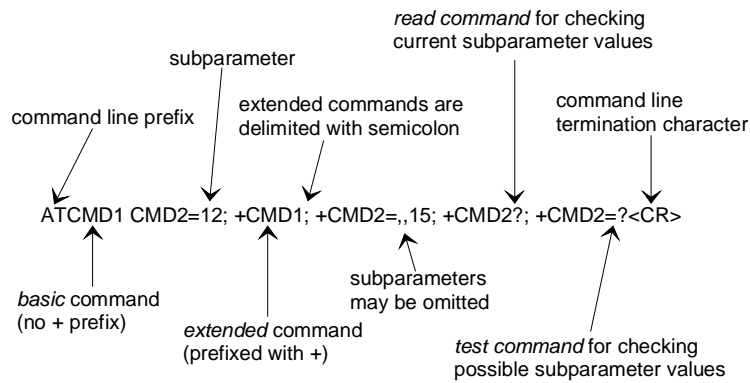 read command for checking
current subparameter values
subparameter
extended commands are
delimited with semicolon
command line
termination character
command line prefix
ATCMD1 CMD2=12; +CMD1; +CMD2=,,15; +CMD2?; +CMD2=?<CR>
basic command
(no + prefix)
extended command
(prefixed with +)
subparameters
may be omitted
test command for checking
possible subparameter values